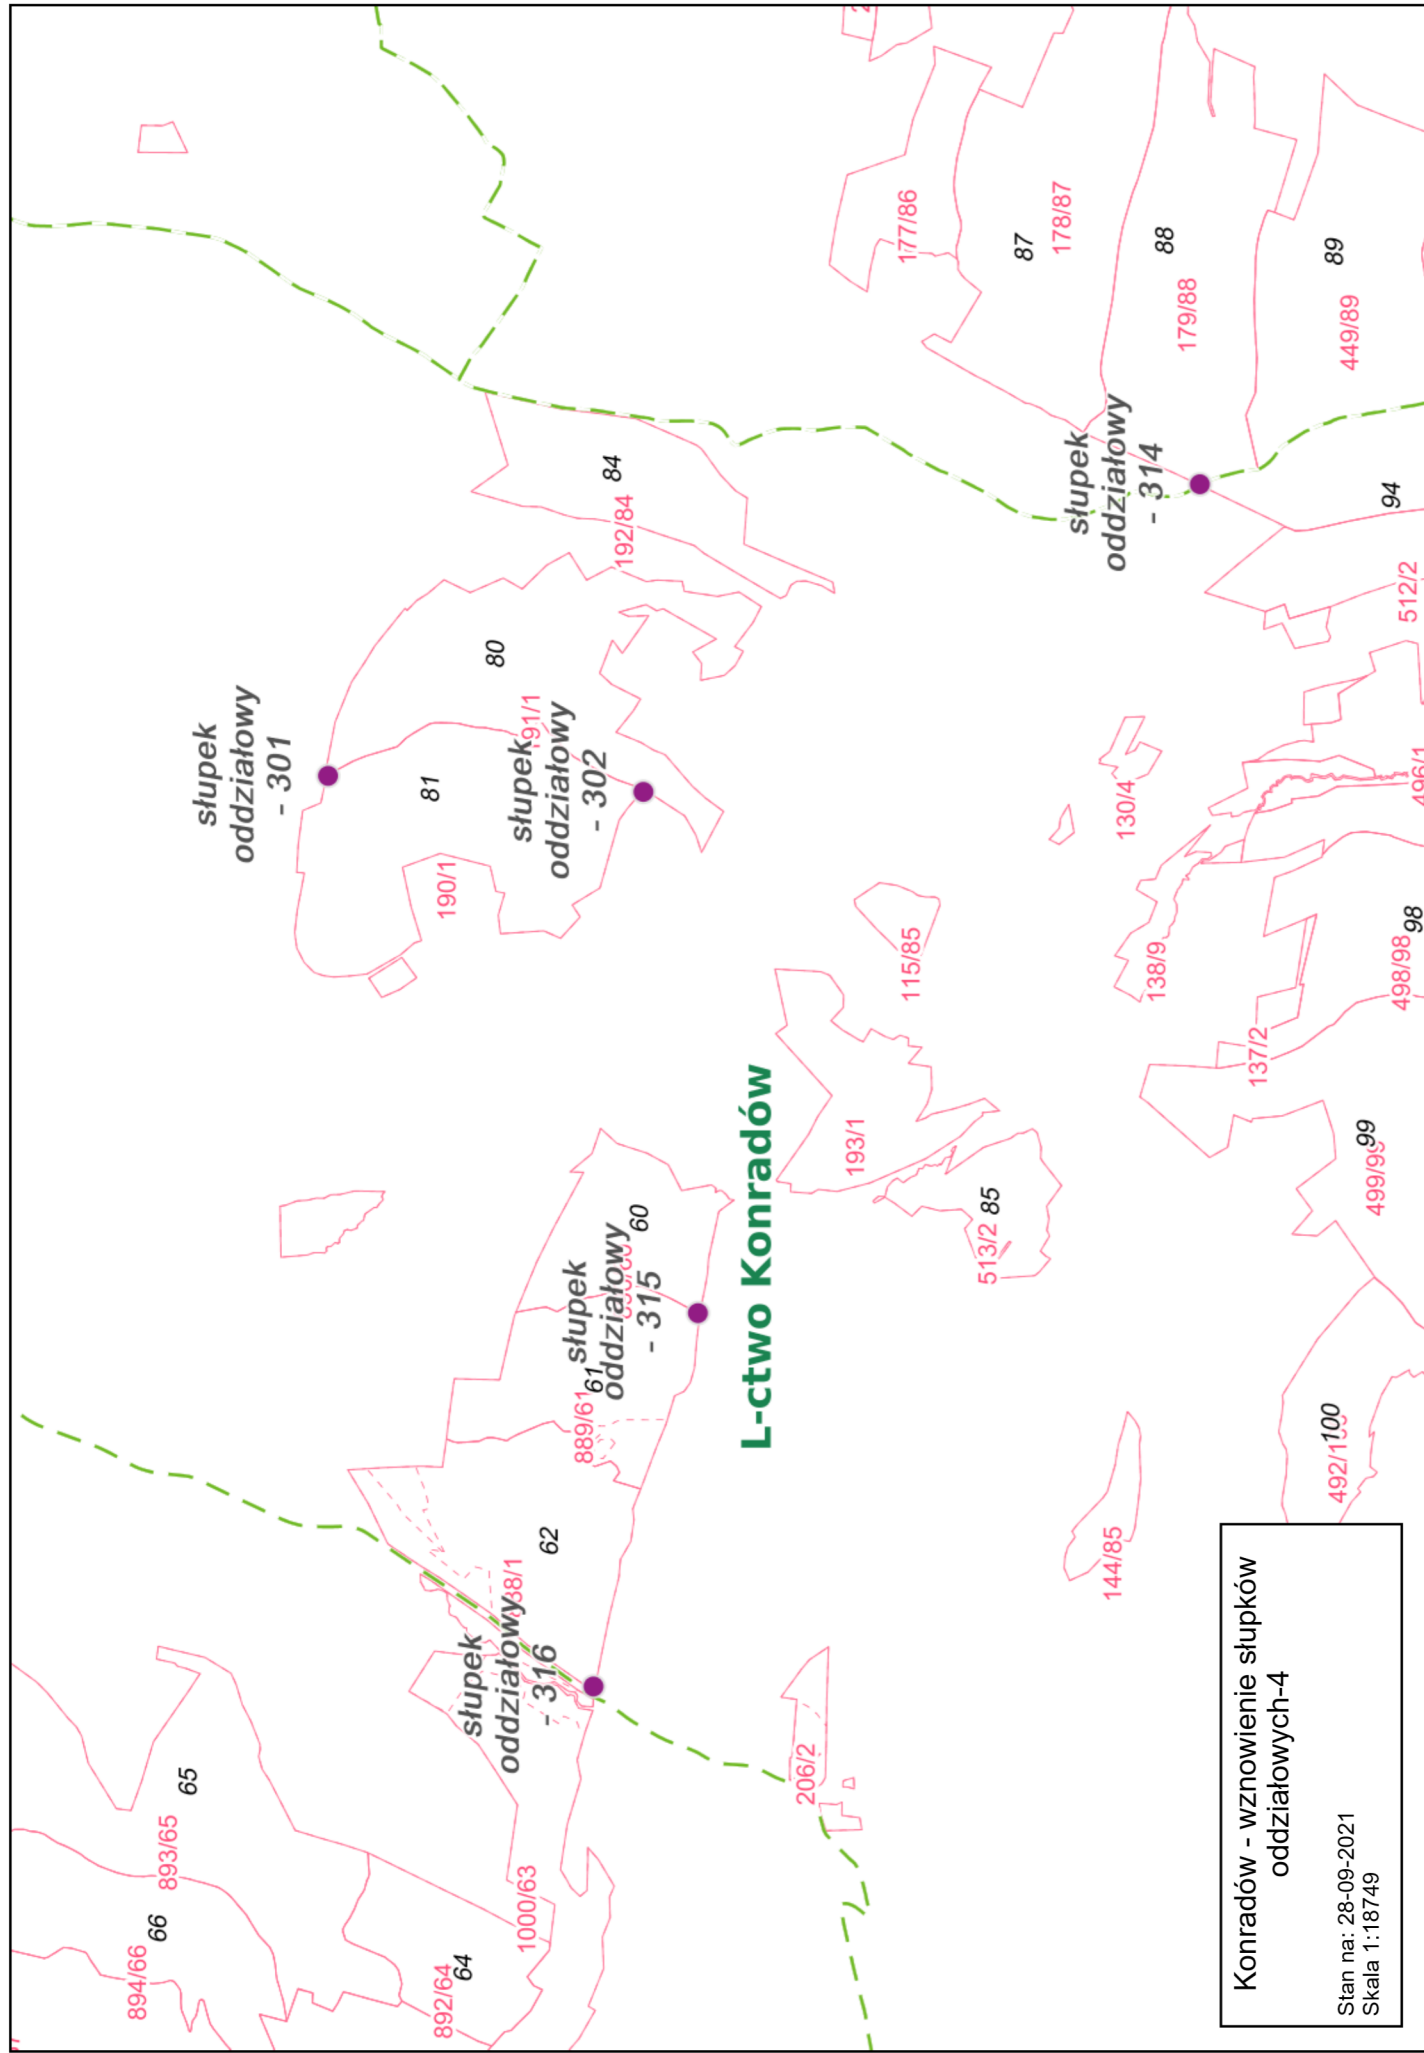 słupek
oddziałowy
- 301
słupek
oddziałowy
- 302
słupek
oddziałowy
- 314
słupek
oddziałowy
- 315
słupek
oddziałowy
- 316
L-ctwo Konradów
894/66
66
893/65
65
892/64
64
1000/63
62
889/61
61
60
206/2
190/1
81
80
192/84
84
177/86
87
178/87
88
179/88
89
449/89
94
512/2
130/4
115/85
193/1
85
513/2
138/9
137/2
498/98
98
99
100
144/85
Konradów - wznowienie słupków
oddziałowych-4
Stan na: 28-09-2021
Skala 1:18749